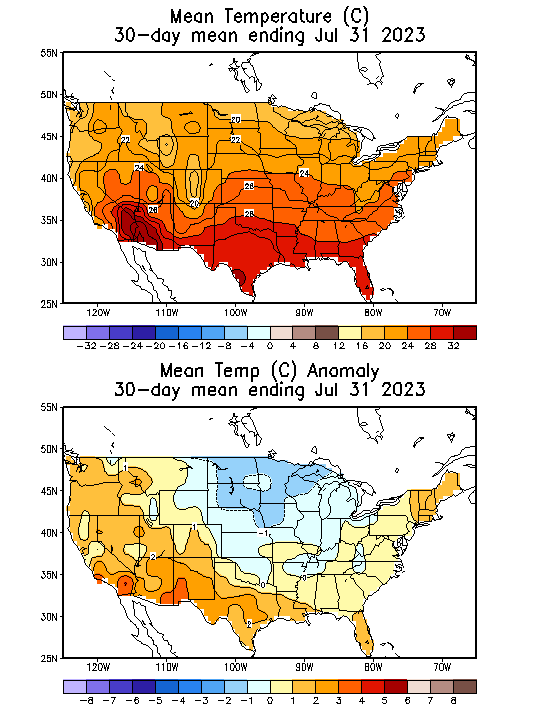 Mean Temperature (C)
30-day mean ending Jul 31 2023
55N
50N
45N
40N
35N
30N
25N
20
22
22
24
24
26
26
20
28
120W 110W 100W 90W 80W 70W
-32 -28 -24 -20 -16 -12 -8 -4 0 4 8 12 16 20 24 28 32
Mean Temp (C) Anomaly
30-day mean ending Jul 31 2023
55N
50N
45N
40N
35N
30N
25N
1
1
-1
2
0
0
2
120W 110W 100W 90W 80W 70W
-8 -7 -6 -5 -4 -3 -2 -1 0 1 2 3 4 5 6 7 8